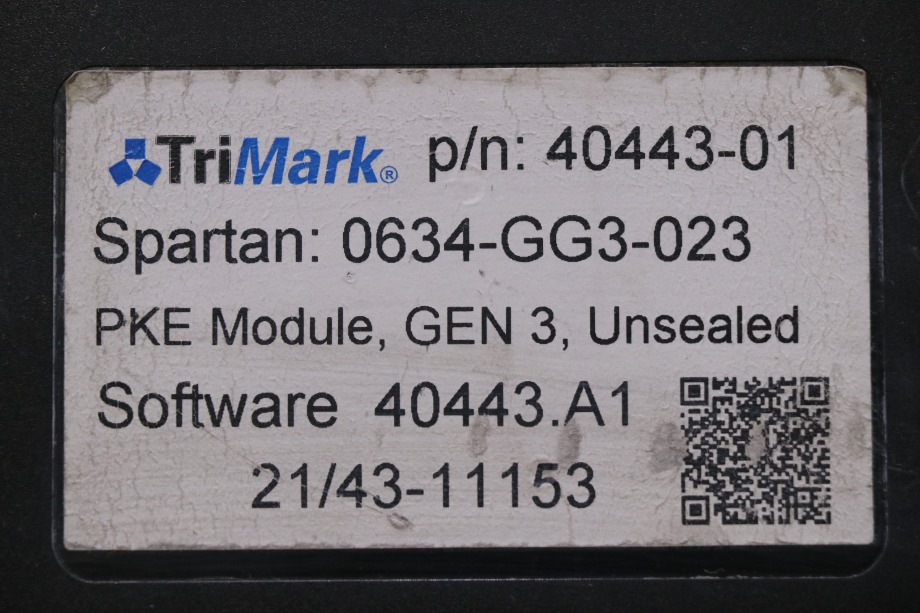 TriMark® p/n: 40443-01
Spartan: 0634-GG3-023
PKE Module, GEN 3, Unsealed
Software 40443.A1
21/43-11153